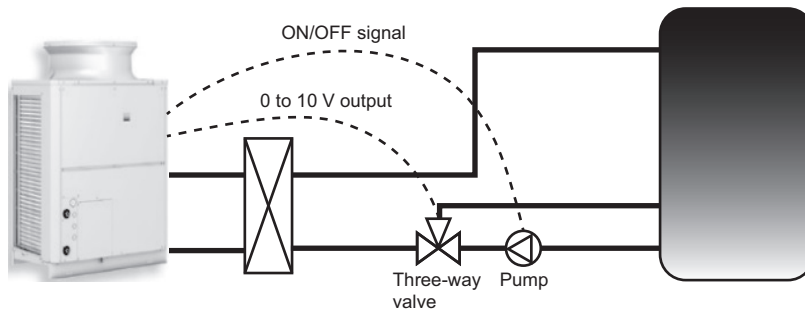 ON/OFF signal
0 to 10 V output
Three-way
valve
Pump